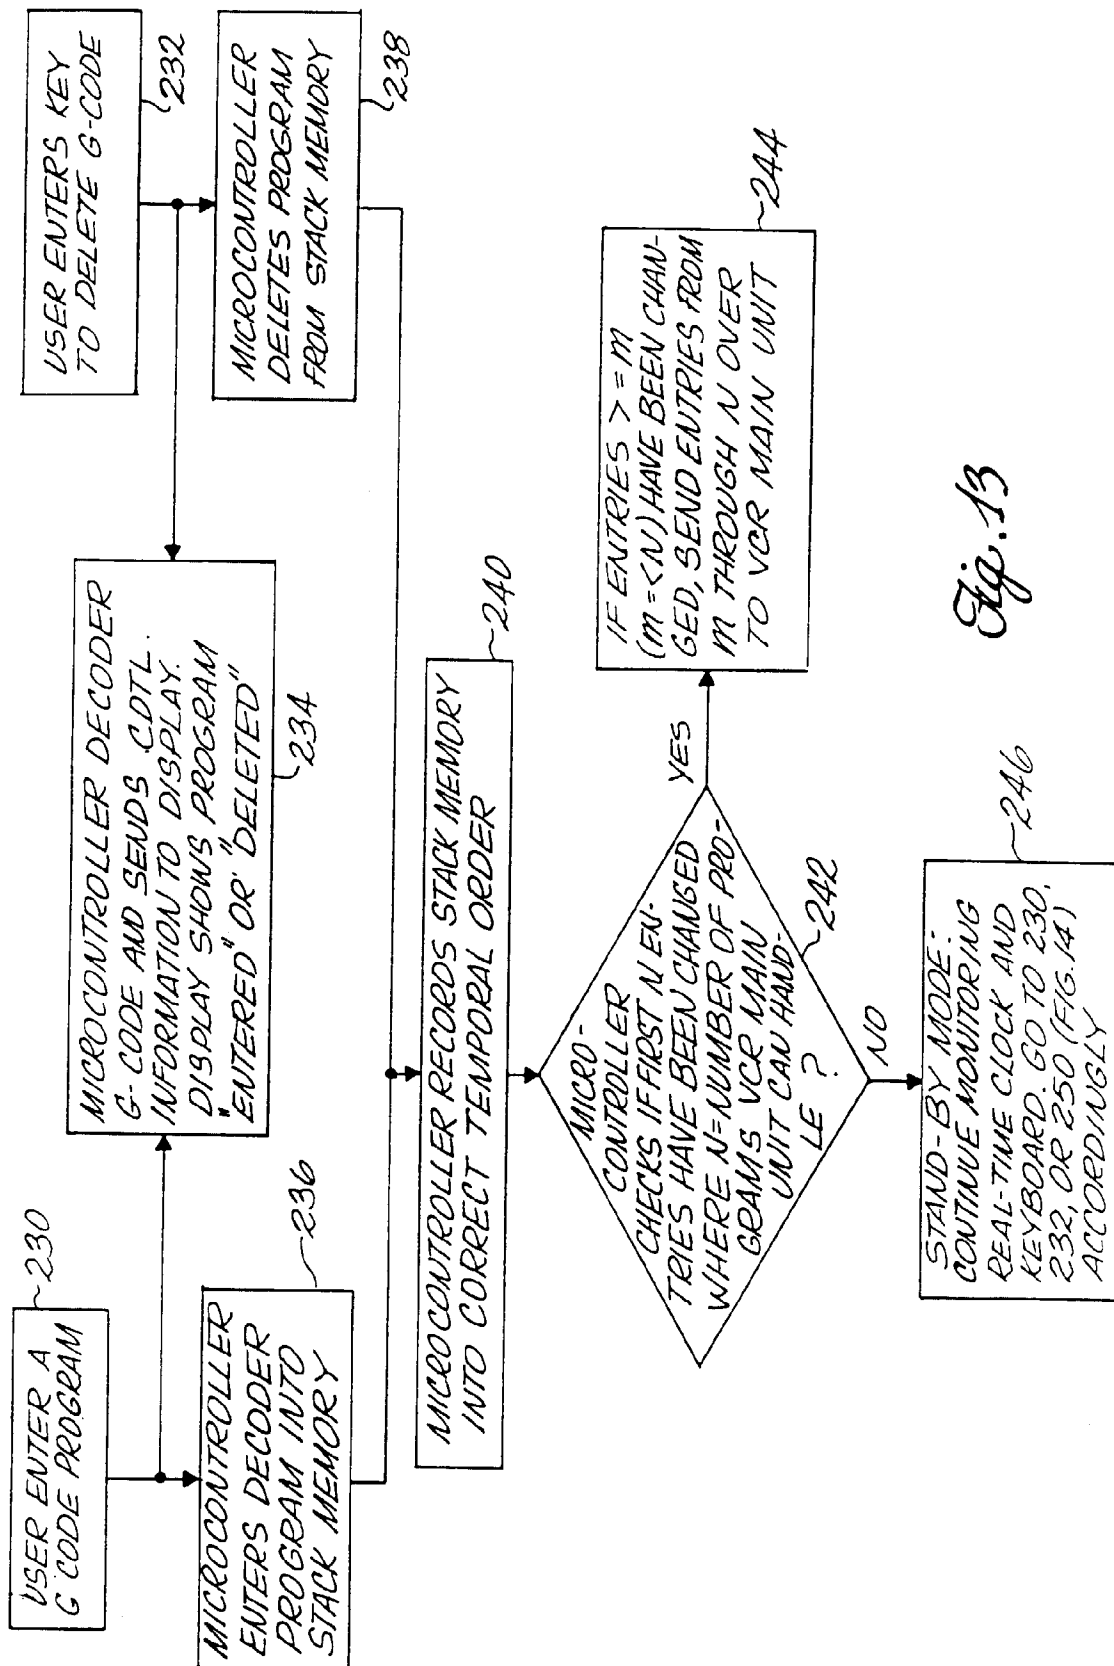 USER ENTER A
G CODE PROGRAM
230
USER ENTERS KEY
TO DELETE G-CODE
232
MICROCONTROLLER DECODER
G-CODE AND SENDS CDTL
INFORMATION TO DISPLAY.
DISPLAY SHOWS PROGRAM
"ENTERED" OR "DELETED"
234
MICROCONTROLLER
ENTERS DECODER
PROGRAM INTO
STACK MEMORY
236
MICROCONTROLLER
DELETES PROGRAM
FROM STACK MEMORY
238
MICROCONTROLLER RECORDS STACK MEMORY
INTO CORRECT TEMPORAL ORDER
240
MICRO-
CONTROLLER
CHECKS IF FIRST N EN-
TRIES HAVE BEEN CHANGED
WHERE N=NUMBER OF PRO-
GRAMS VCR MAIN
UNIT CAN HAND-
LE ?
242
YES
NO
IF ENTRIES >=M
(M=<N) HAVE BEEN CHAN-
GED, SEND ENTRIES FROM
M THROUGH N OVER
TO VCR MAIN UNIT
244
STAND-BY MODE:
CONTINUE MONITORING
REAL-TIME CLOCK AND
KEYBOARD. GO TO 230,
232, OR 250 (FIG.14)
ACCORDINGLY
246
Fig. 13